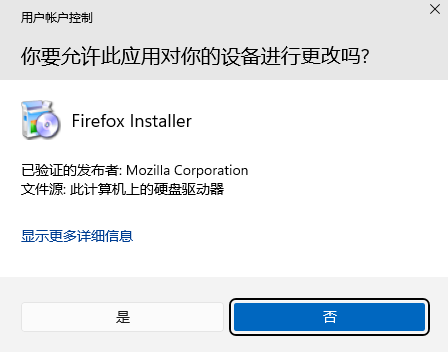 用户帐户控制
你要允许此应用对你的设备进行更改吗?
Firefox Installer
已验证的发布者: Mozilla Corporation
文件源: 此计算机上的硬盘驱动器
显示更多详细信息
是
否